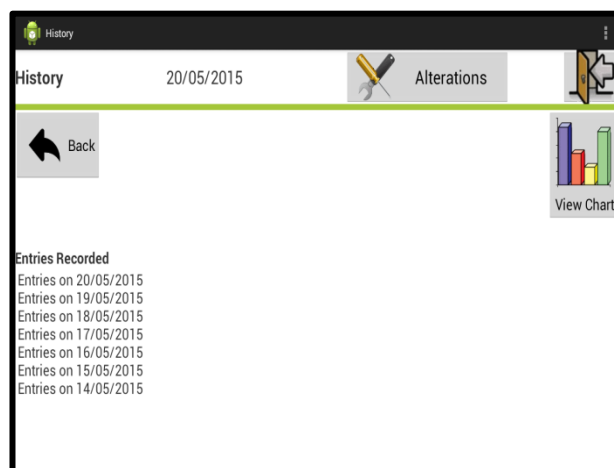 History
History 20/05/2015 Alterations
Back
View Chart
Entries Recorded
Entries on 20/05/2015
Entries on 19/05/2015
Entries on 18/05/2015
Entries on 17/05/2015
Entries on 16/05/2015
Entries on 15/05/2015
Entries on 14/05/2015